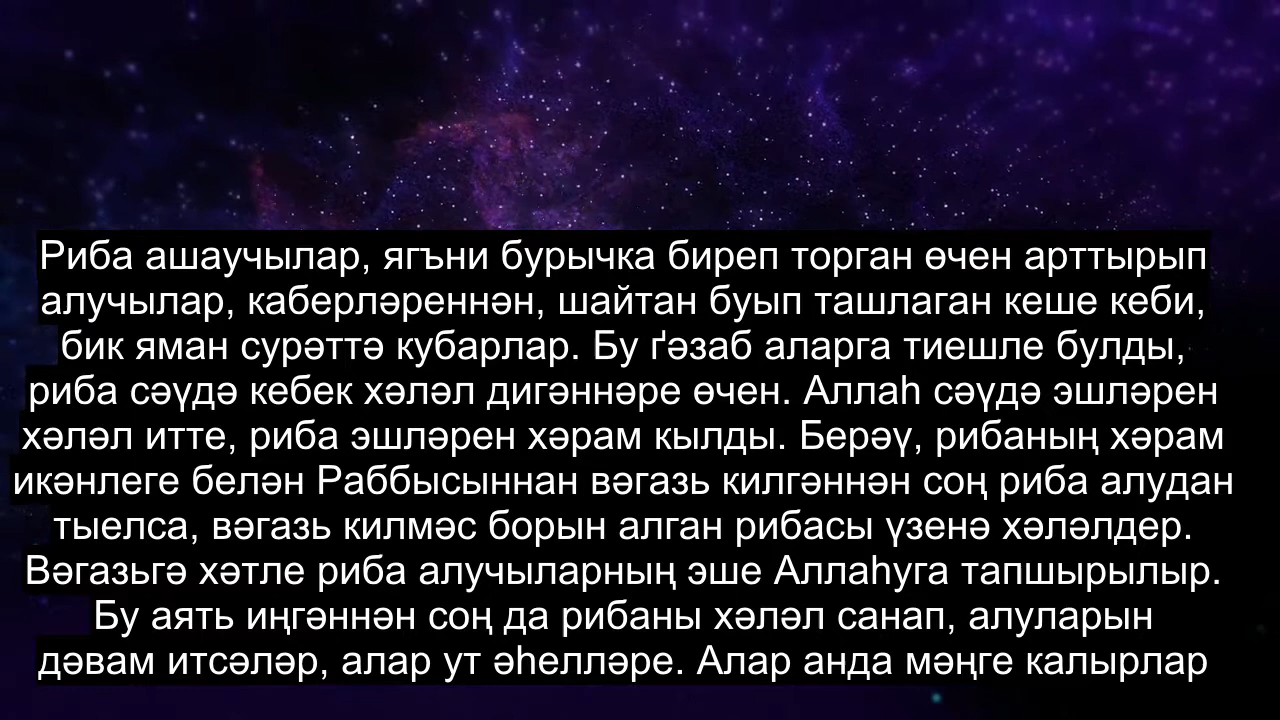 Риба ашаучылар, ягъни бурычка биреп торган өчен арттырып
алучылар, каберләреннән, шайтан буып ташлаган кеше кеби,
бик яман сурәттә кубарлар. Бу ґәзаб аларга тиешле булды,
риба сәүдә кебек хәләл дигәннәре өчен. Аллаһ сәүдә эшләрен
хәләл итте, риба эшләрен хәрам кылды. Берәү, рибаның хәрам
икәнлеге белән Раббысыннан вәгазь килгәннән соң риба алудан
тыелса, вәгазь килмәс борын алган рибасы үзенә хәләлдер.
Вәгазьгә хәтле риба алучыларның эше Аллаһуга тапшырылыр.
Бу аять иңгәннән соң да рибаны хәләл санап, алуларын
дәвам итсәләр, алар ут әһелләре. Алар анда мәңге калырлар